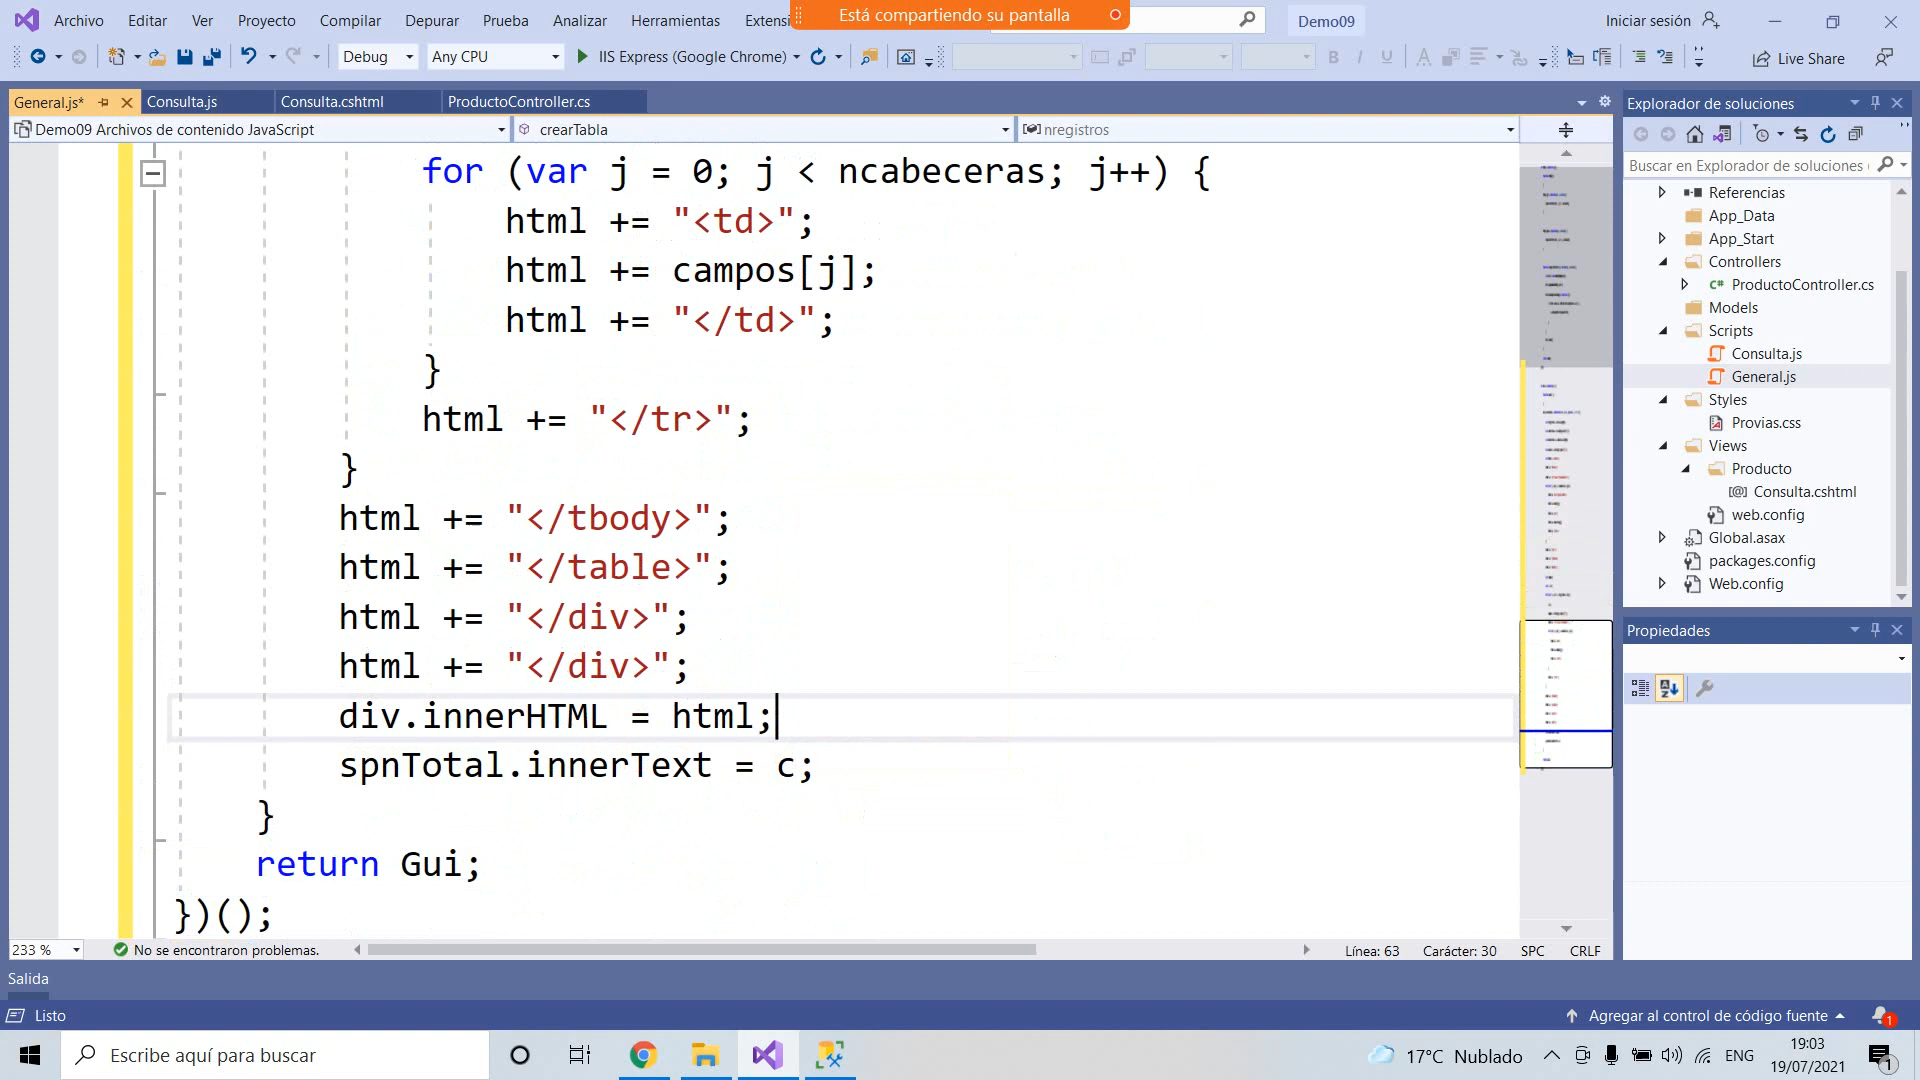 Archivo Editar Ver Proyecto Compilar Depurar Prueba Analizar Herramientas Extensi
Está compartiendo su pantalla
Demo09
Iniciar sesión
Debug Any CPU IIS Express (Google Chrome) Live Share
General.js* Consulta.js Consulta.cshtml ProductoController.cs
Demo09 Archivos de contenido JavaScript crearTabla nregistros
for (var j = 0; j < ncabeceras; j++) {
html += "<td>";
html += campos[j];
html += "</td>";
}
html += "</tr>";
}
html += "</tbody>";
html += "</table>";
html += "</div>";
html += "</div>";
div.innerHTML = html;
spnTotal.innerText = c;
}
return Gui;
})();
233 % No se encontraron problemas. Línea: 63 Carácter: 30 SPC CRLF
Explorador de soluciones
Buscar en Explorador de soluciones (
Referencias
App_Data
App_Start
Controllers
C# ProductoController.cs
Models
Scripts
Consulta.js
General.js
Styles
Provias.css
Views
Producto
[@] Consulta.cshtml
web.config
Global.asax
packages.config
Web.config
Propiedades
Salida
Listo
Agregar al control de código fuente 1
Escribe aquí para buscar
17°C Nublado
ENG
19:03
19/07/2021
1